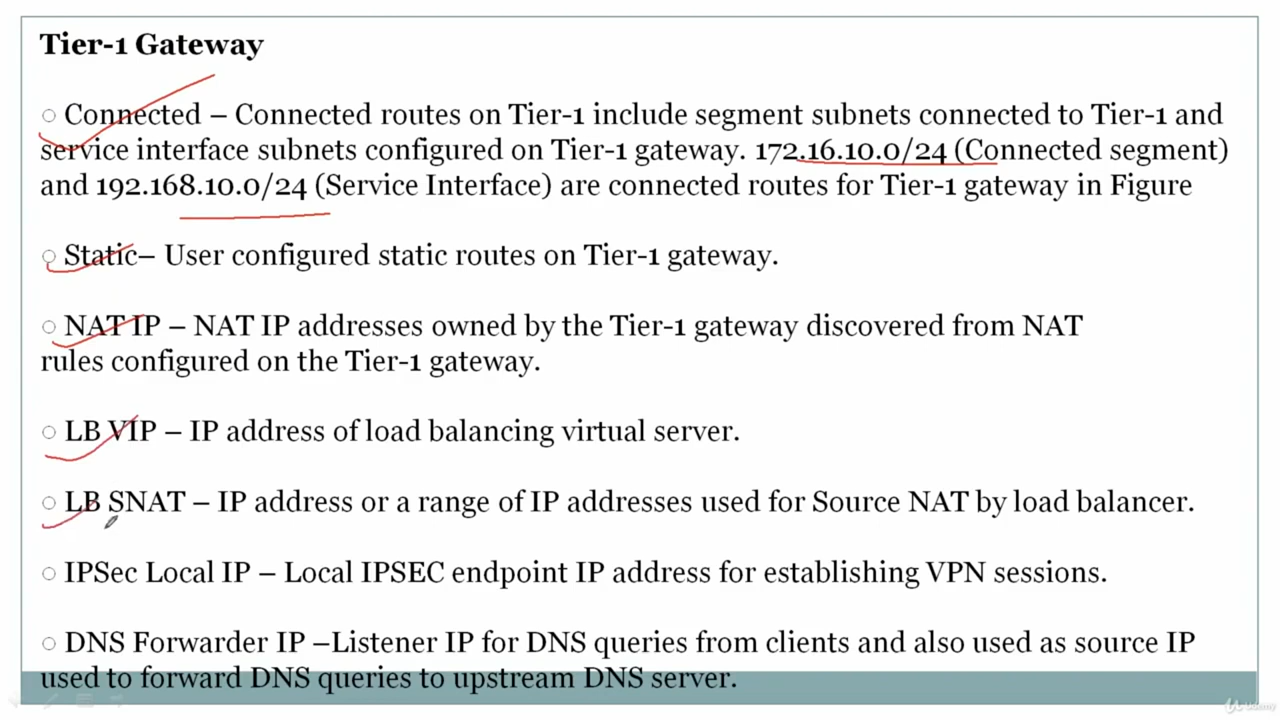 Tier-1 Gateway
○ Connected – Connected routes on Tier-1 include segment subnets connected to Tier-1 and
service interface subnets configured on Tier-1 gateway. 172.16.10.0/24 (Connected segment)
and 192.168.10.0/24 (Service Interface) are connected routes for Tier-1 gateway in Figure
○ Static– User configured static routes on Tier-1 gateway.
○ NAT IP – NAT IP addresses owned by the Tier-1 gateway discovered from NAT
rules configured on the Tier-1 gateway.
○ LB VIP – IP address of load balancing virtual server.
○ LB SNAT – IP address or a range of IP addresses used for Source NAT by load balancer.
○ IPSec Local IP – Local IPSEC endpoint IP address for establishing VPN sessions.
○ DNS Forwarder IP –Listener IP for DNS queries from clients and also used as source IP
used to forward DNS queries to upstream DNS server.
Udemy